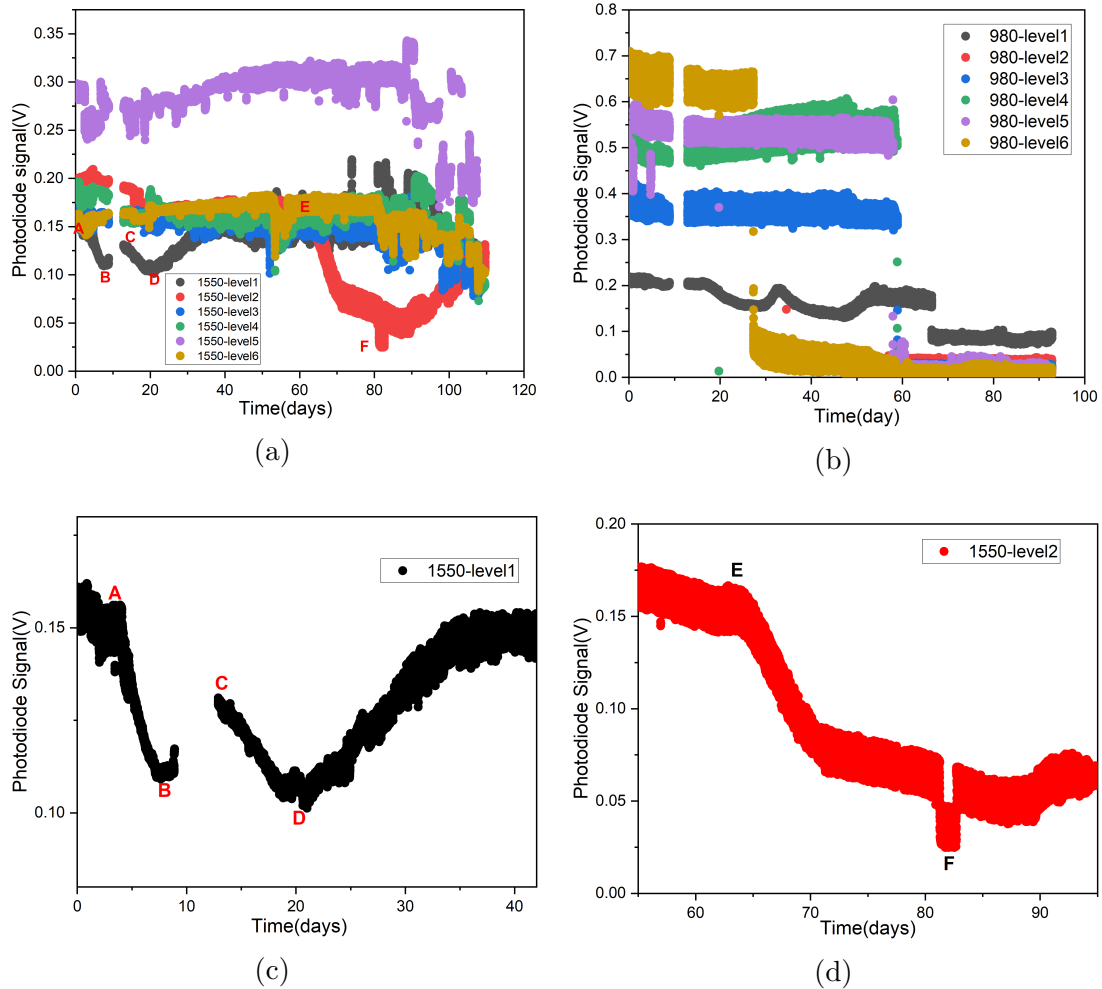 0.35
0.30
0.25
0.20
0.15
0.10
0.05
0.00
Photodiode signal(V)
A
B
C
D
E
F
1550-level1
1550-level2
1550-level3
1550-level4
1550-level5
1550-level6
0 20 40 60 80 100 120
Time(days)
(a)
0.8
0.7
0.6
0.5
0.4
0.3
0.2
0.1
0.0
Photodiode Signal(V)
980-level1
980-level2
980-level3
980-level4
980-level5
980-level6
0 20 40 60 80 100
Time(day)
(b)
0.15
0.10
Photodiode Signal(V)
A
B
C
D
1550-level1
0 10 20 30 40
Time(days)
(c)
0.20
0.15
0.10
0.05
0.00
Photodiode Signal(V)
E
F
1550-level2
60 70 80 90
Time(day)
(d)